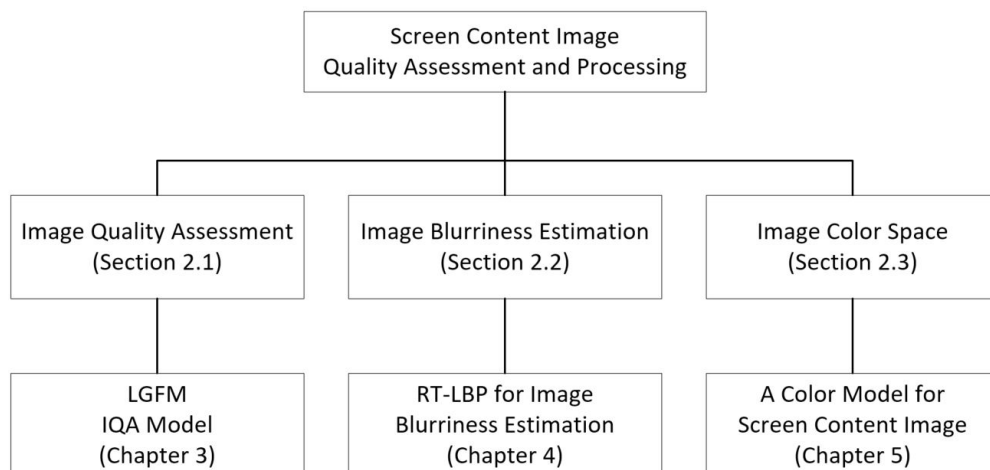 Screen Content Image
Quality Assessment and Processing
Image Quality Assessment
(Section 2.1)
Image Blurriness Estimation
(Section 2.2)
Image Color Space
(Section 2.3)
LGFM
IQA Model
(Chapter 3)
RT-LBP for Image
Blurriness Estimation
(Chapter 4)
A Color Model for
Screen Content Image
(Chapter 5)